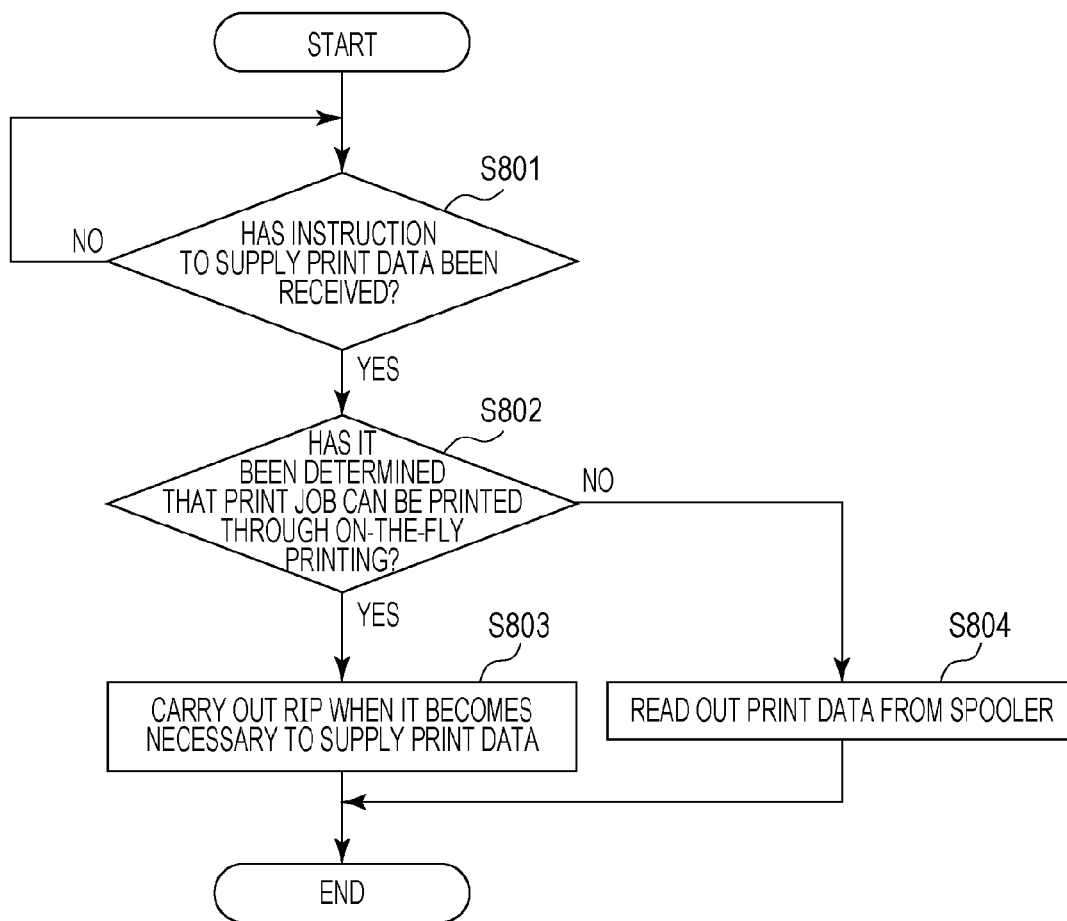 START
S801
HAS INSTRUCTION
TO SUPPLY PRINT DATA BEEN
RECEIVED?
NO
YES
S802
HAS IT
BEEN DETERMINED
THAT PRINT JOB CAN BE PRINTED
THROUGH ON-THE-FLY
PRINTING?
NO
YES
S803
CARRY OUT RIP WHEN IT BECOMES
NECESSARY TO SUPPLY PRINT DATA
S804
READ OUT PRINT DATA FROM SPOOLER
END